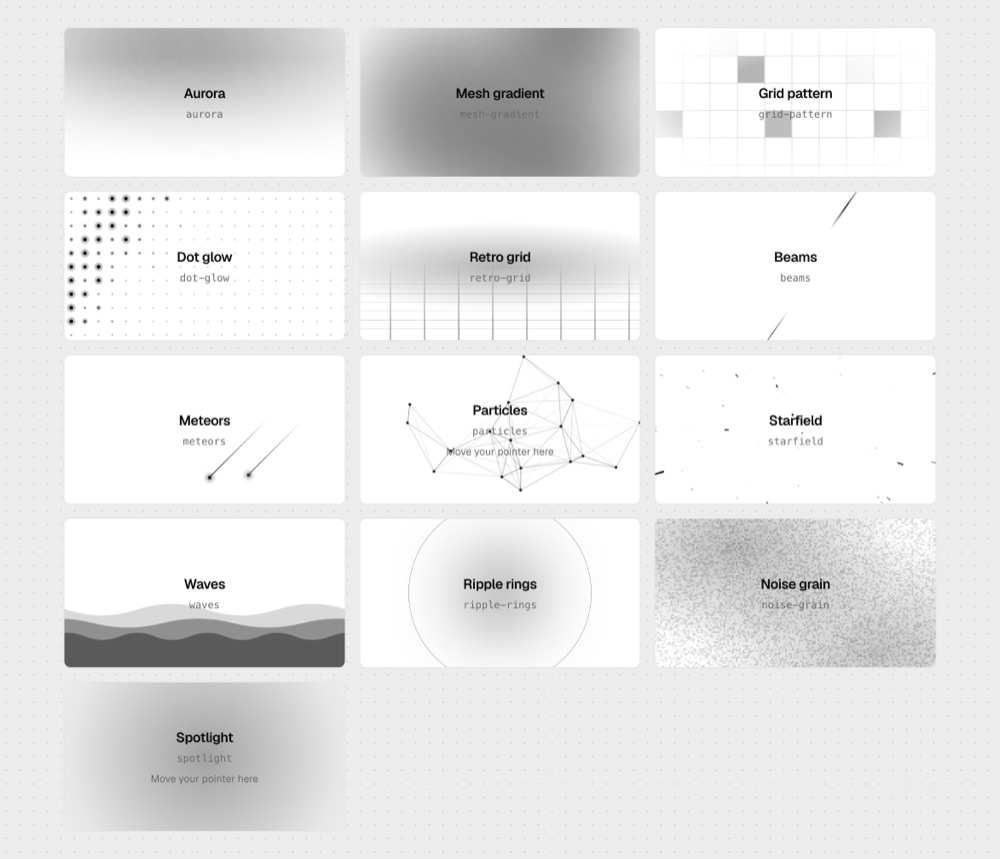 Aurora
aurora
Mesh gradient
mesh-gradient
Grid pattern
grid-pattern
Dot glow
dot-glow
Retro grid
retro-grid
Beams
beams
Meteors
meteors
Particles
particles
Move your pointer here
Starfield
starfield
Waves
waves
Ripple rings
ripple-rings
Noise grain
noise-grain
Spotlight
spotlight
Move your pointer here